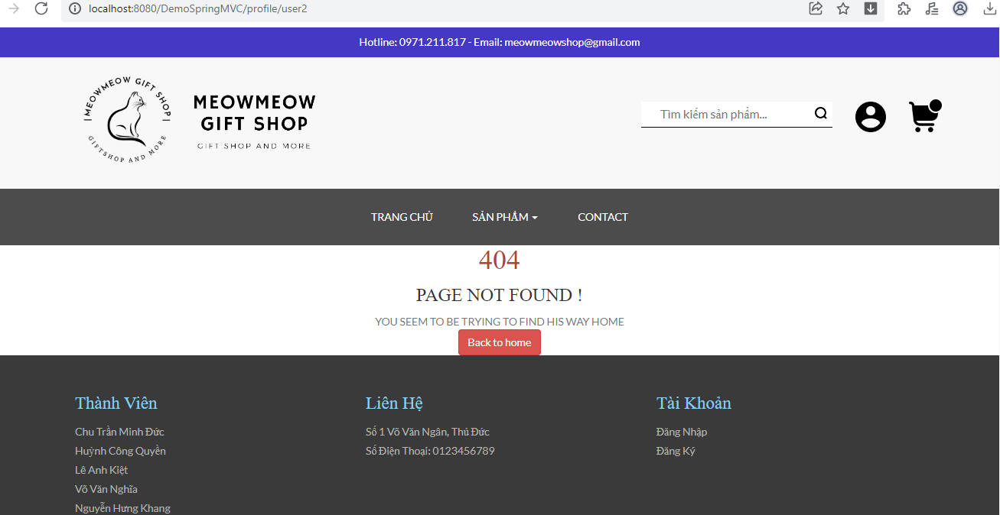 localhost:8080/DemoSpringMVC/profile/user2
Hotline: 0971.211.817 - Email: meowmeowshop@gmail.com
MEOWMEOW GIFT SHOP
GIFTSHOP AND MORE
MEOWMEOW
GIFT SHOP
GIFT SHOP AND MORE
Tìm kiếm sản phẩm...
TRANG CHỦ
SẢN PHẨM
CONTACT
404
PAGE NOT FOUND !
YOU SEEM TO BE TRYING TO FIND HIS WAY HOME
Back to home
Thành Viên
Chu Trần Minh Đức
Huỳnh Công Quyền
Lê Anh Kiệt
Võ Văn Nghĩa
Nguyễn Hưng Khang
Liên Hệ
Số 1 Võ Văn Ngân, Thủ Đức
Số Điện Thoại: 0123456789
Tài Khoản
Đăng Nhập
Đăng Ký